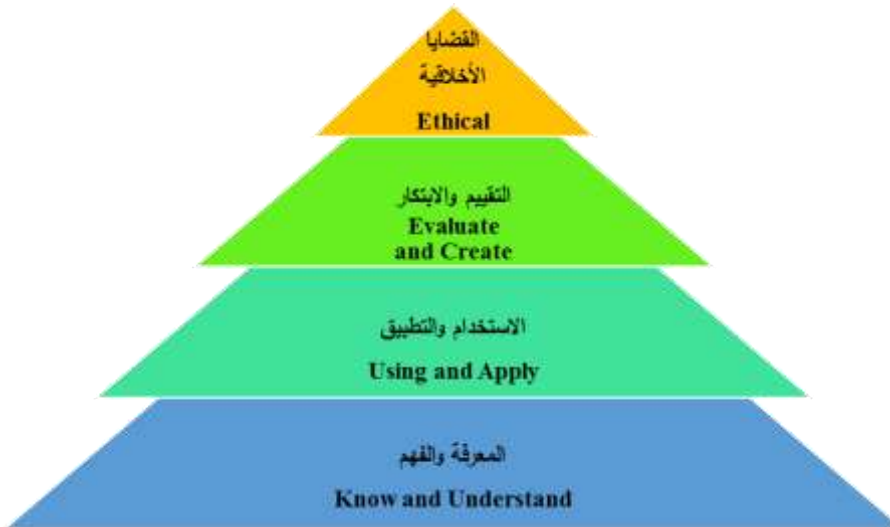 القضايا
الأخلاقية
Ethical
التقييم والابتكار
Evaluate
and Create
الاستخدام والتطبيق
Using and Apply
المعرفة والفهم
Know and Understand